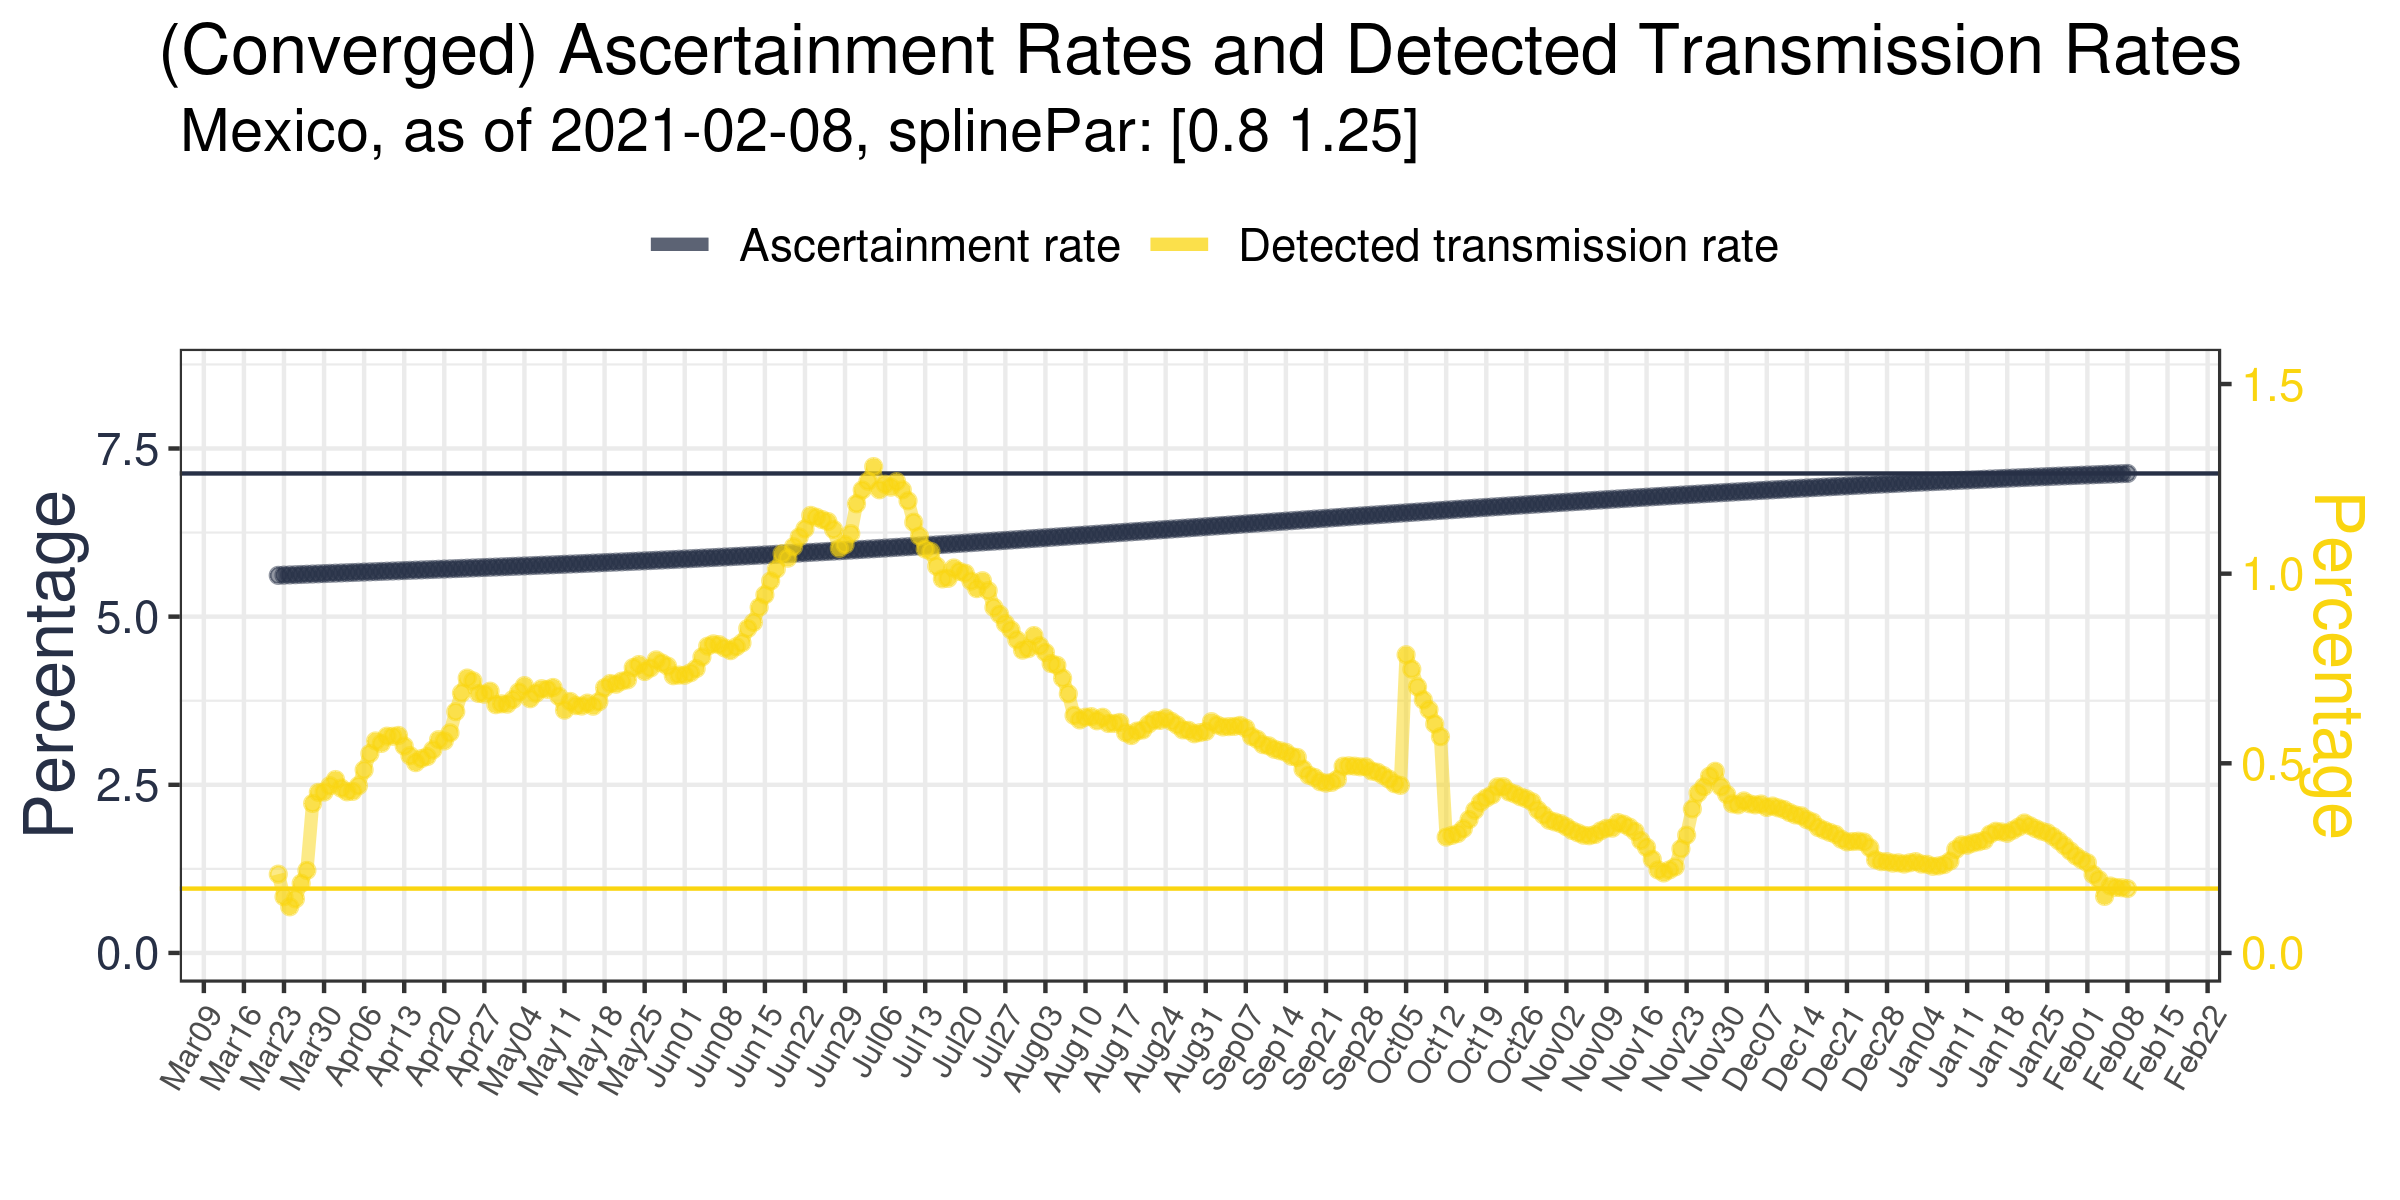 (Converged) Ascertainment Rates and Detected Transmission Rates
Mexico, as of 2021-02-08, splinePar: [0.8 1.25]
Ascertainment rate Detected transmission rate
Percentage
7.5
5.0
2.5
0.0
1.5
1.0
0.5
0.0
Percentage
Mar09 Mar16 Mar23 Mar30 Apr06 Apr13 Apr20 Apr27 May04 May11 May18 May25 Jun01 Jun08 Jun15 Jun22 Jun29 Jul06 Jul13 Jul20 Jul27 Aug03 Aug10 Aug17 Aug24 Aug31 Sep07 Sep14 Sep21 Sep28 Oct05 Oct12 Oct19 Oct26 Nov02 Nov09 Nov16 Nov23 Nov30 Dec07 Dec14 Dec21 Dec28 Jan04 Jan11 Jan18 Jan25 Feb01 Feb08 Feb15 Feb22